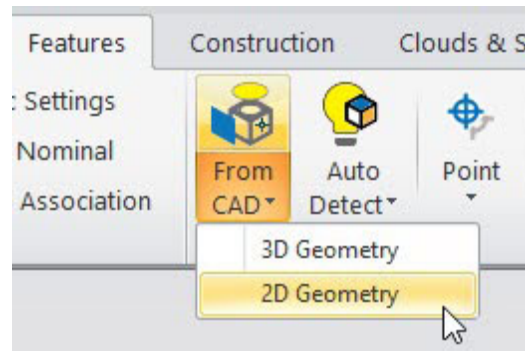 Features Construction Clouds & S
: Settings
Nominal
Association
From CAD
Auto Detect
Point
3D Geometry
2D Geometry